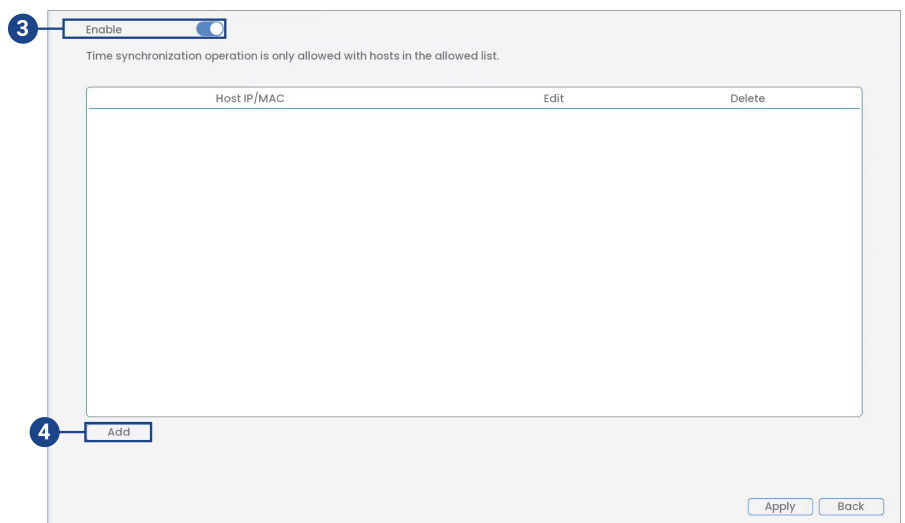 3 Enable
Time synchronization operation is only allowed with hosts in the allowed list.
Host IP/MAC Edit Delete
4 Add
Apply Back